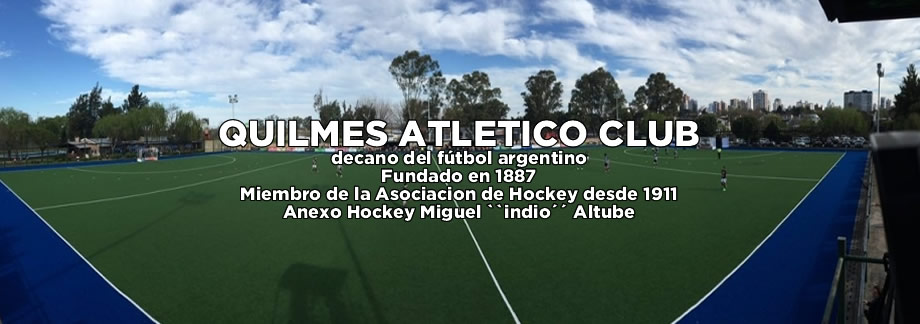 QUILMES ATLETICO CLUB
decano del fútbol argentino
Fundado en 1887
Miembro de la Asociacion de Hockey desde 1911
Anexo Hockey Miguel ``indio´´ Altube